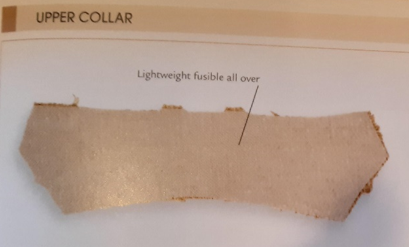 UPPER COLLAR
Lightweight fusible all over